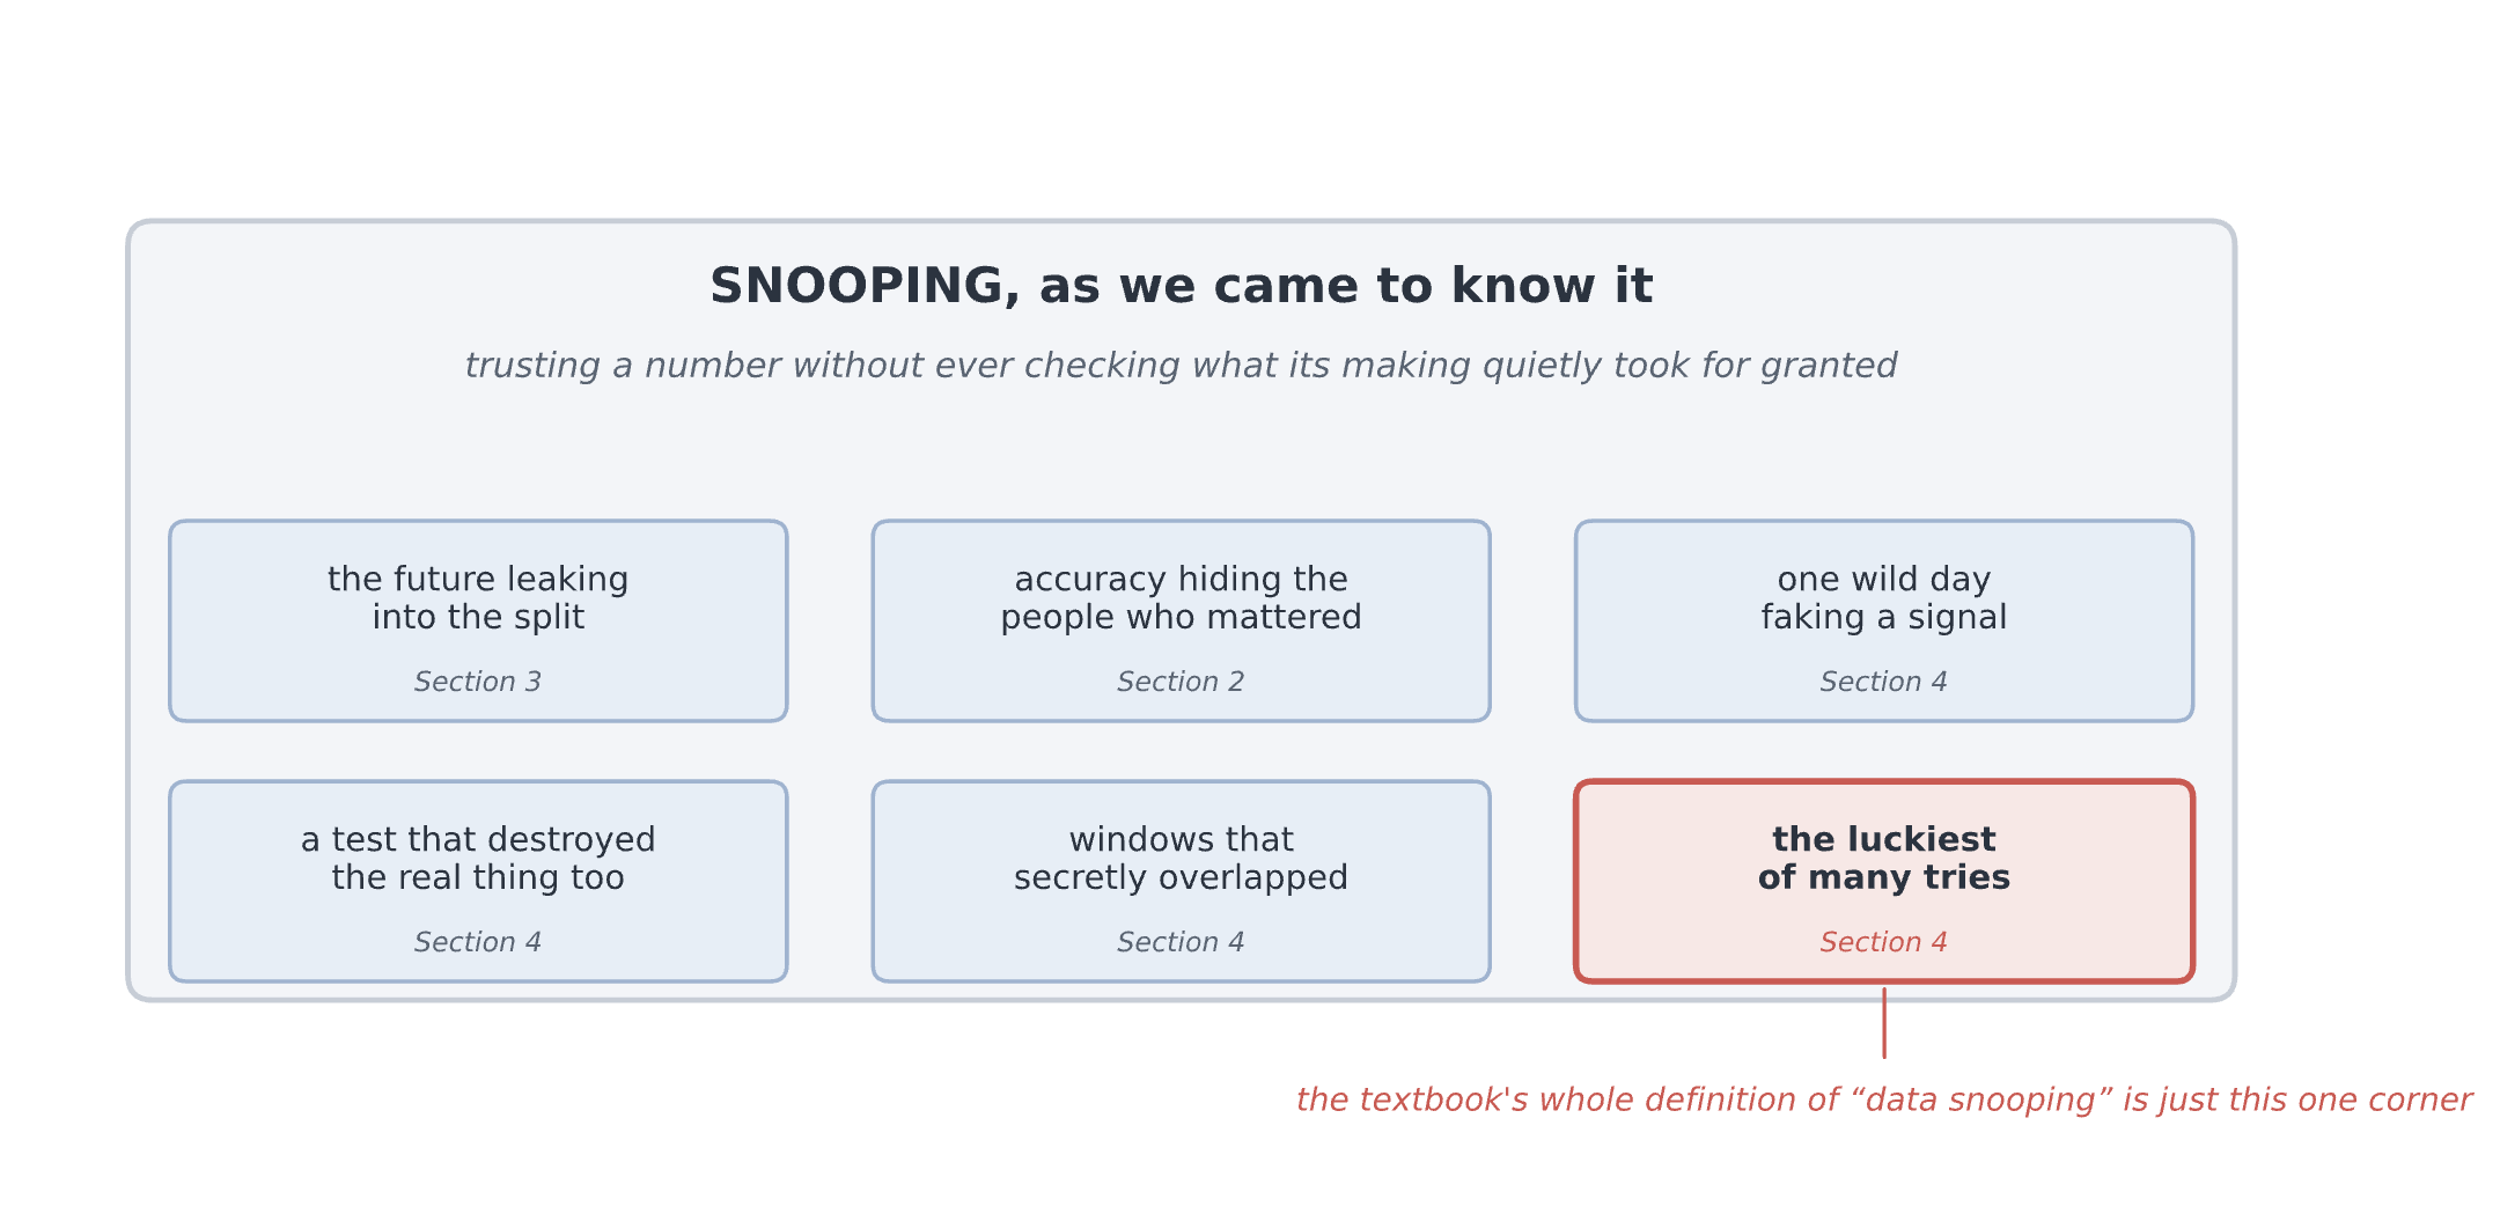 SNOOPING, as we came to know it
trusting a number without ever checking what its making quietly took for granted
the future leaking
into the split
Section 3
accuracy hiding the
people who mattered
Section 2
one wild day
faking a signal
Section 4
a test that destroyed
the real thing too
Section 4
windows that
secretly overlapped
Section 4
the luckiest
of many tries
Section 4
the textbook's whole definition of “data snooping” is just this one corner